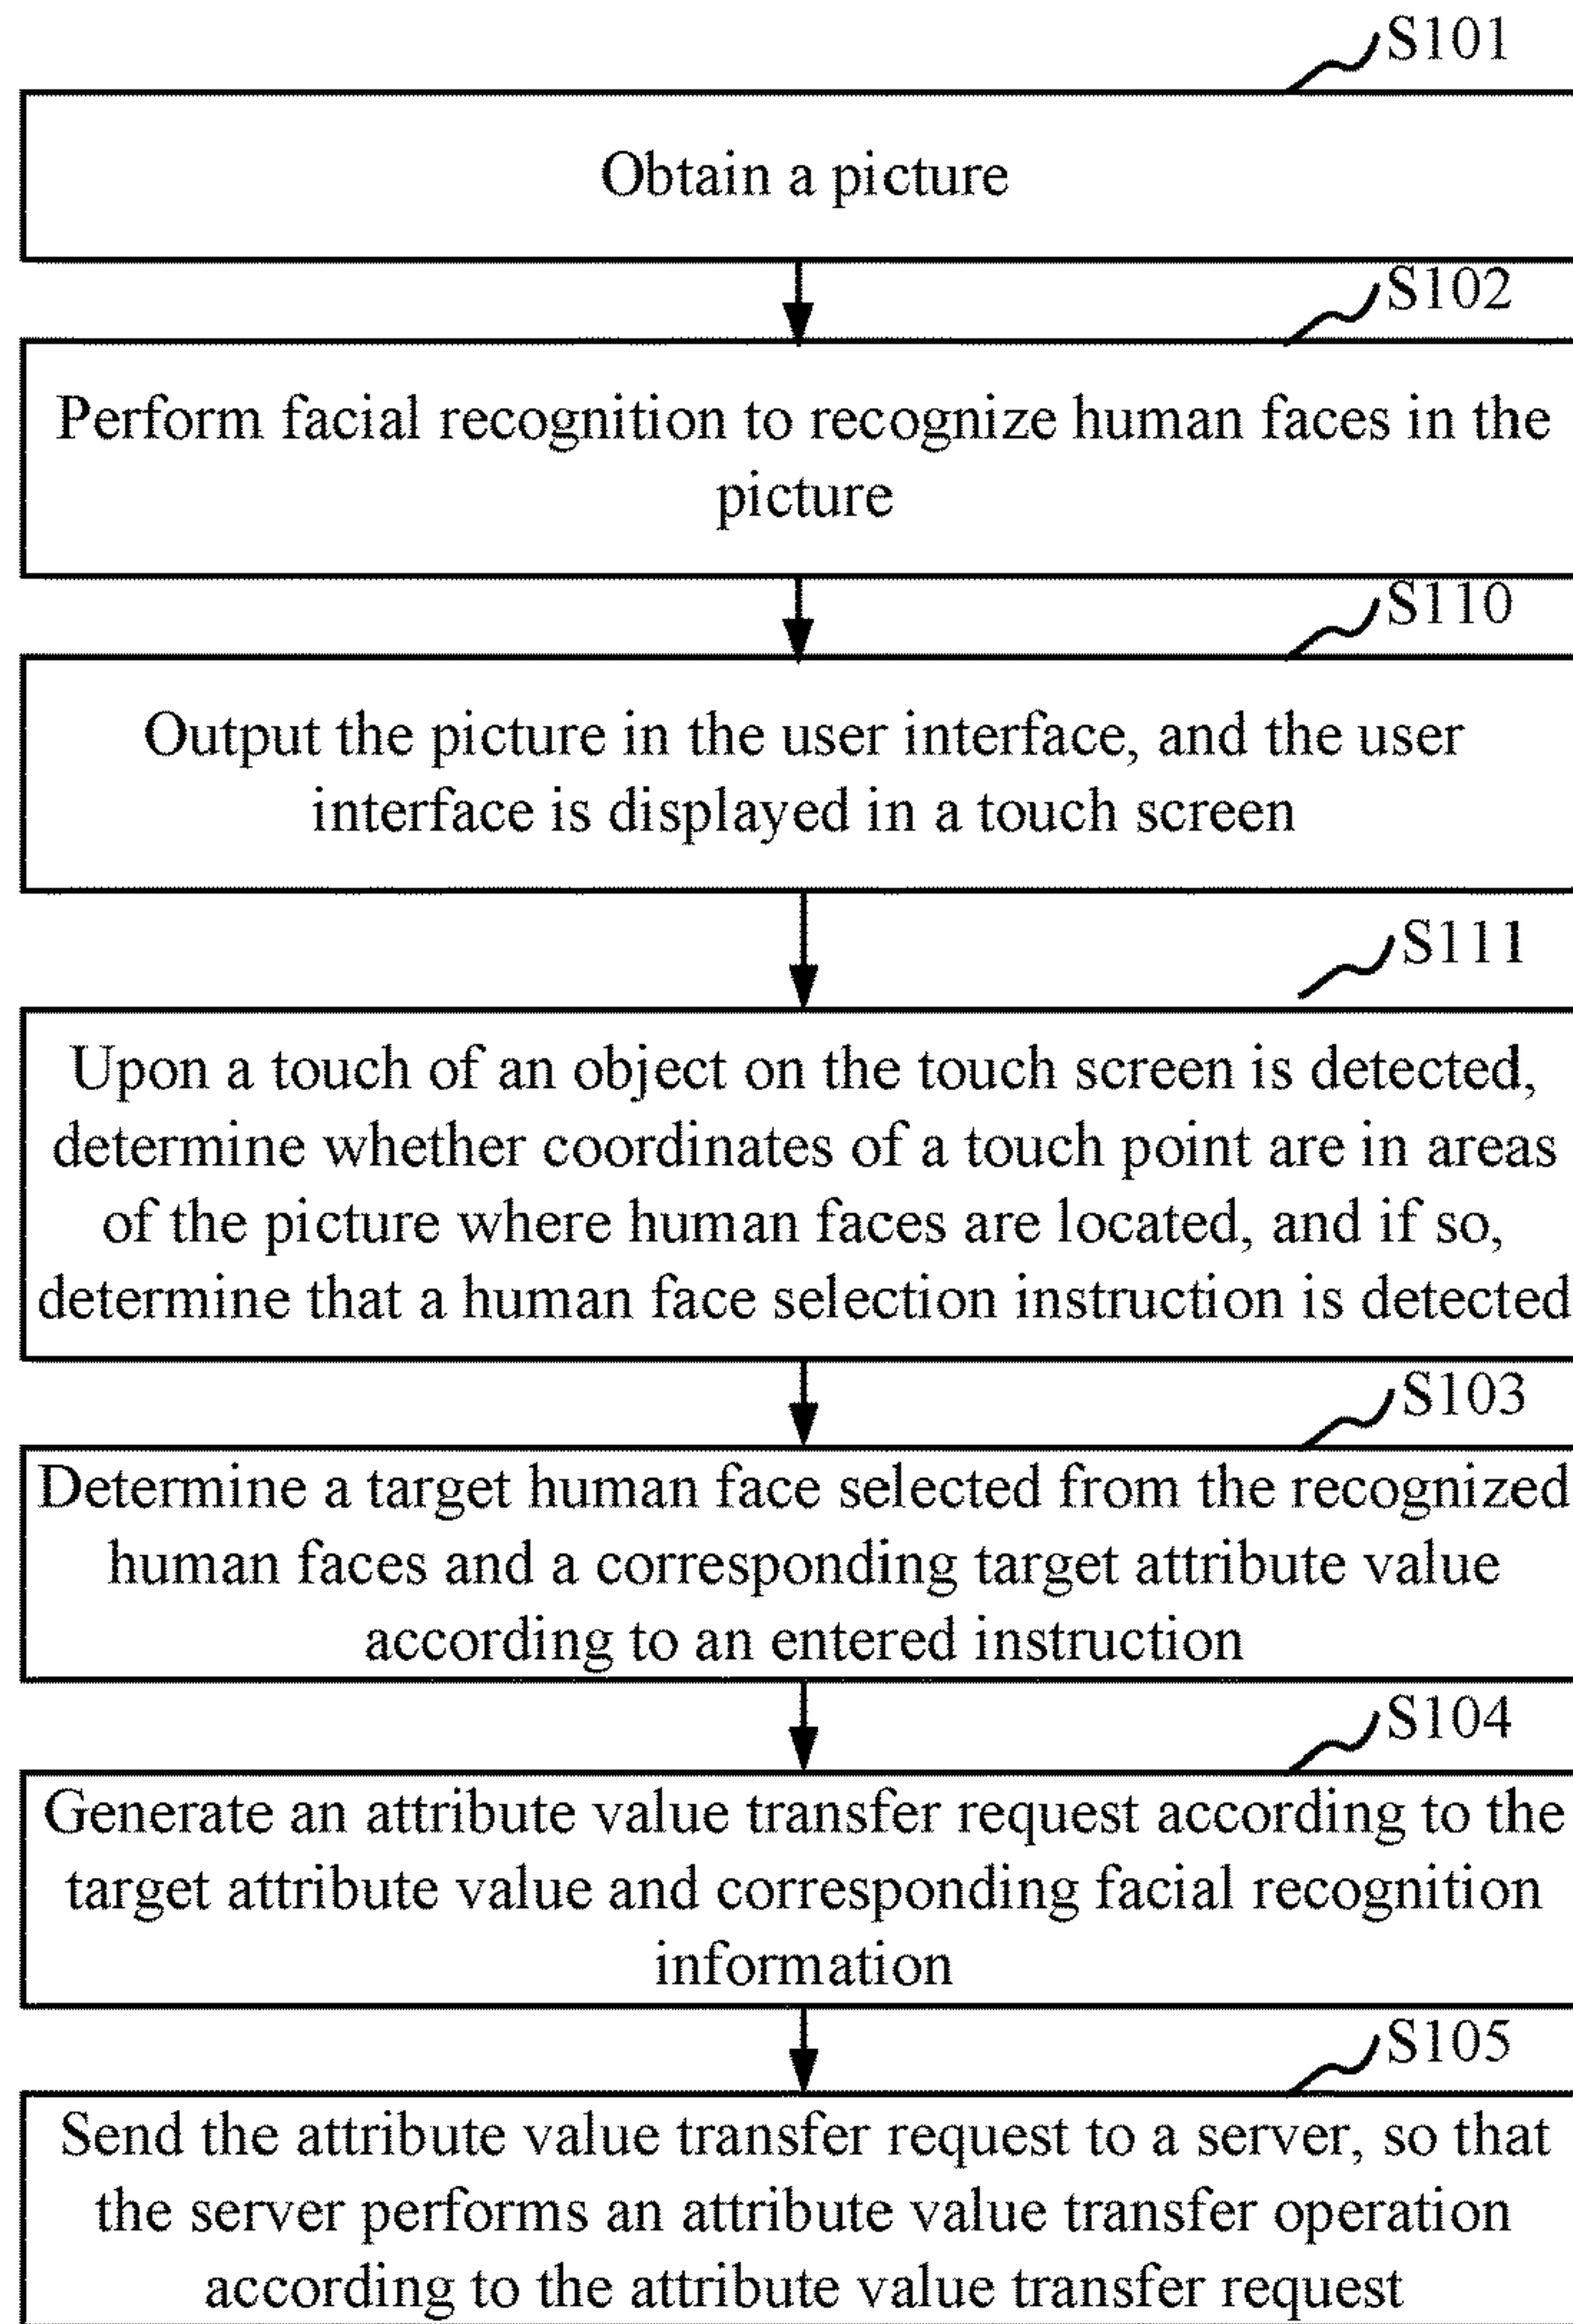 S101
Obtain a picture
S102
Perform facial recognition to recognize human faces in the
picture
S110
Output the picture in the user interface, and the user
interface is displayed in a touch screen
S111
Upon a touch of an object on the touch screen is detected,
determine whether coordinates of a touch point are in areas
of the picture where human faces are located, and if so,
determine that a human face selection instruction is detected
S103
Determine a target human face selected from the recognized
human faces and a corresponding target attribute value
according to an entered instruction
S104
Generate an attribute value transfer request according to the
target attribute value and corresponding facial recognition
information
S105
Send the attribute value transfer request to a server, so that
the server performs an attribute value transfer operation
according to the attribute value transfer request